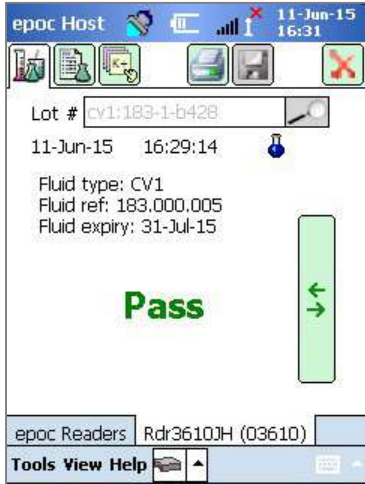 epoc Host 11-Jun-15
16:31
K+
Lot # cv1:183-1-b428
11-Jun-15 16:29:14
Fluid type: CV1
Fluid ref: 183.000.005
Fluid expiry: 31-Jul-15
Pass
epoc Readers Rdr3610JH (03610)
Tools View Help